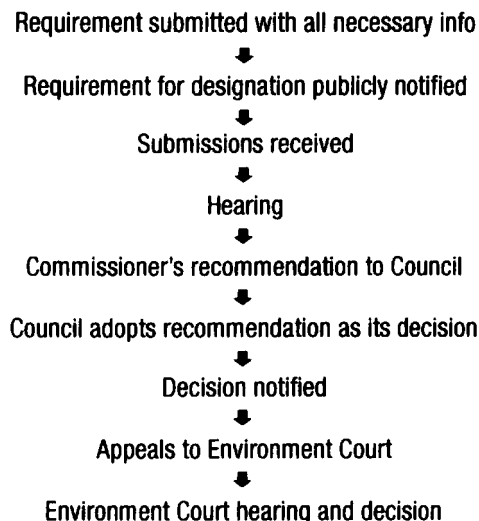 Requirement submitted with all necessary info
Requirement for designation publicly notified
Submissions received
Hearing
Commissioner's recommendation to Council
Council adopts recommendation as its decision
Decision notified
Appeals to Environment Court
Environment Court hearing and decision